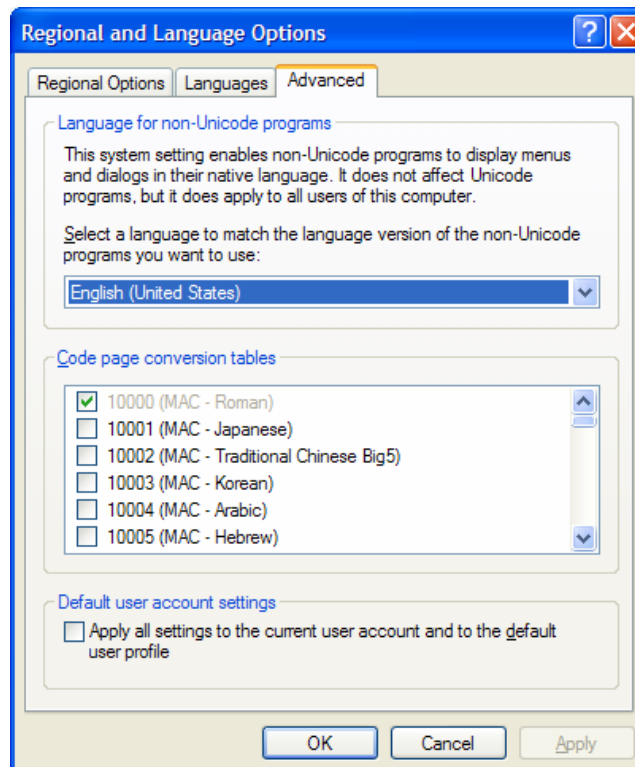 Regional and Language Options
Regional Options
Languages
Advanced
Language for non-Unicode programs
This system setting enables non-Unicode programs to display menus
and dialogs in their native language. It does not affect Unicode
programs, but it does apply to all users of this computer.
Select a language to match the language version of the non-Unicode
programs you want to use:
English (United States)
Code page conversion tables
10000 (MAC - Roman)
10001 (MAC - Japanese)
10002 (MAC - Traditional Chinese Big5)
10003 (MAC - Korean)
10004 (MAC - Arabic)
10005 (MAC - Hebrew)
Default user account settings
Apply all settings to the current user account and to the default
user profile
OK
Cancel
Apply